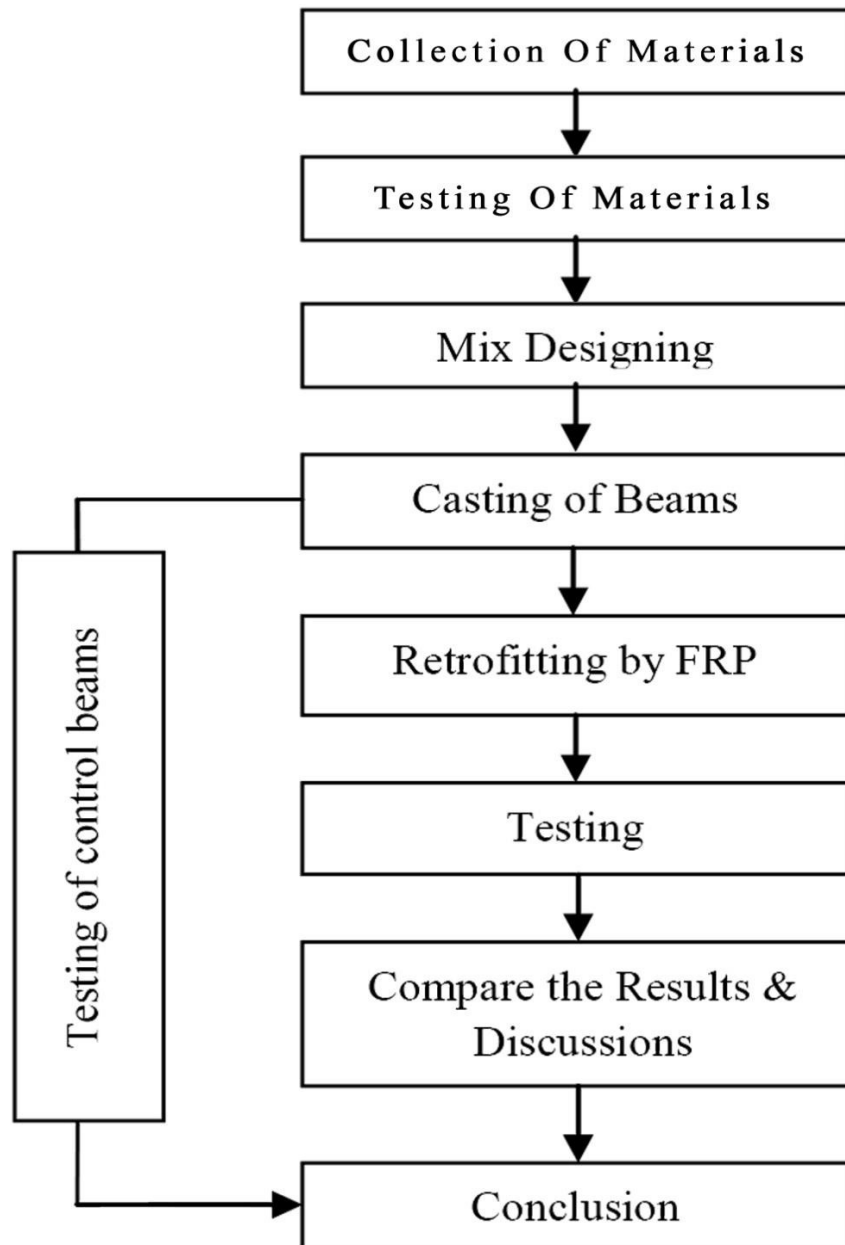 Collection Of Materials
Testing Of Materials
Mix Designing
Casting of Beams
Testing of control beams
Retrofitting by FRP
Testing
Compare the Results &
Discussions
Conclusion